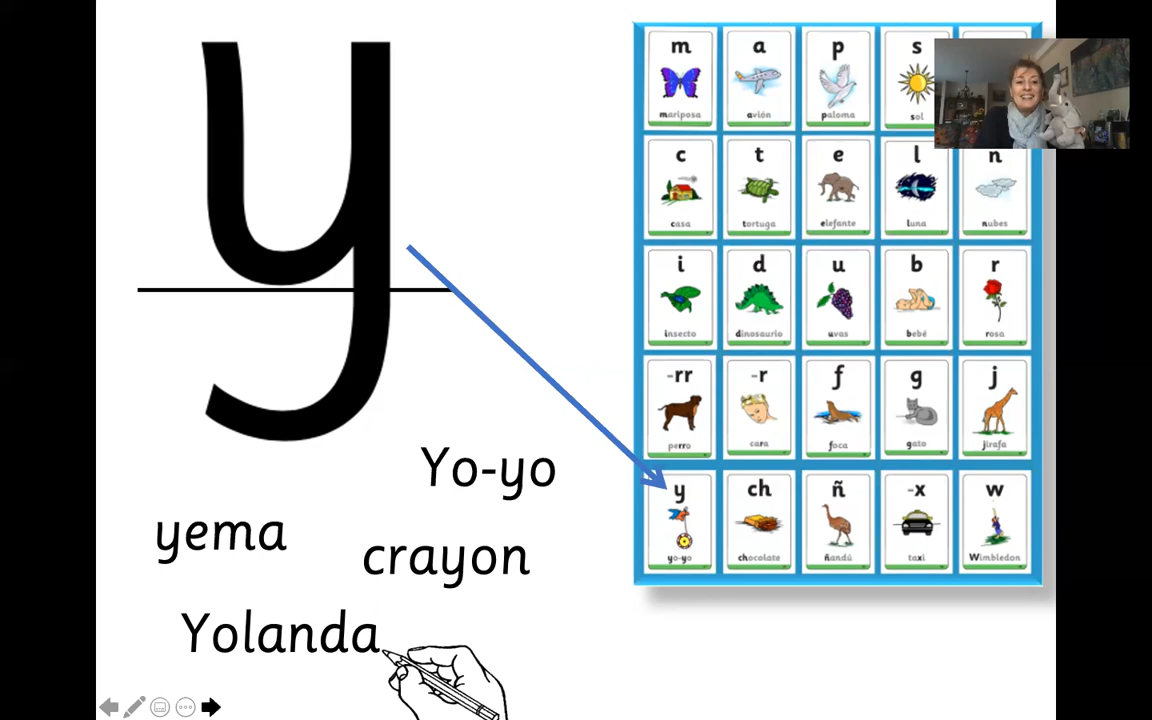 y
Yo-yo
yema
crayon
Yolanda
m a p s
mariposa avión paloma sol
c t e l n
casa tortuga elefante luna nubes
i d u b r
insecto dinosaurio uvas bebé rosa
-rr -r f g j
perro cara foca gato jirafa
y ch ñ -x w
yo-yo chocolate ñandú taxi Wimbledon